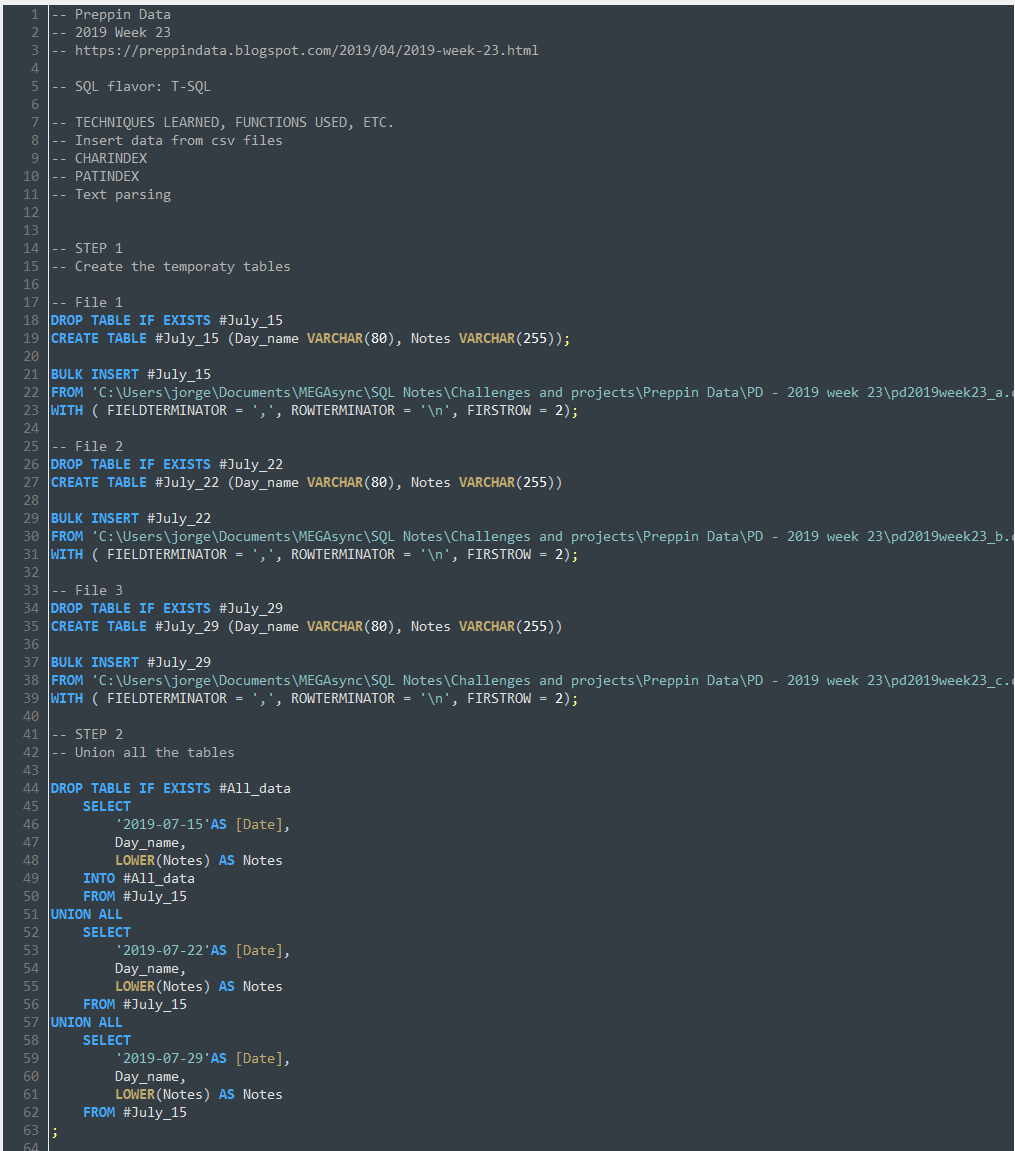 1 -- Preppin Data
2 -- 2019 Week 23
3 -- https://preppindata.blogspot.com/2019/04/2019-week-23.html
4
5 -- SQL flavor: T-SQL
6
7 -- TECHNIQUES LEARNED, FUNCTIONS USED, ETC.
8 -- Insert data from csv files
9 -- CHARINDEX
10 -- PATINDEX
11 -- Text parsing
12
13
14 -- STEP 1
15 -- Create the temporaty tables
16
17 -- File 1
18 DROP TABLE IF EXISTS #July_15
19 CREATE TABLE #July_15 (Day_name VARCHAR(80), Notes VARCHAR(255));
20
21 BULK INSERT #July_15
22 FROM 'C:\Users\jorge\Documents\MEGAsync\SQL Notes\Challenges and projects\Preppin Data\PD - 2019 week 23\pd2019week23_a.c
23 WITH ( FIELDTERMINATOR = ',', ROWTERMINATOR = '\n', FIRSTROW = 2);
24
25 -- File 2
26 DROP TABLE IF EXISTS #July_22
27 CREATE TABLE #July_22 (Day_name VARCHAR(80), Notes VARCHAR(255))
28
29 BULK INSERT #July_22
30 FROM 'C:\Users\jorge\Documents\MEGAsync\SQL Notes\Challenges and projects\Preppin Data\PD - 2019 week 23\pd2019week23_b.c
31 WITH ( FIELDTERMINATOR = ',', ROWTERMINATOR = '\n', FIRSTROW = 2);
32
33 -- File 3
34 DROP TABLE IF EXISTS #July_29
35 CREATE TABLE #July_29 (Day_name VARCHAR(80), Notes VARCHAR(255))
36
37 BULK INSERT #July_29
38 FROM 'C:\Users\jorge\Documents\MEGAsync\SQL Notes\Challenges and projects\Preppin Data\PD - 2019 week 23\pd2019week23_c.c
39 WITH ( FIELDTERMINATOR = ',', ROWTERMINATOR = '\n', FIRSTROW = 2);
40
41 -- STEP 2
42 -- Union all the tables
43
44 DROP TABLE IF EXISTS #All_data
45 SELECT
46 '2019-07-15'AS [Date],
47 Day_name,
48 LOWER(Notes) AS Notes
49 INTO #All_data
50 FROM #July_15
51 UNION ALL
52 SELECT
53 '2019-07-22'AS [Date],
54 Day_name,
55 LOWER(Notes) AS Notes
56 FROM #July_15
57 UNION ALL
58 SELECT
59 '2019-07-29'AS [Date],
60 Day_name,
61 LOWER(Notes) AS Notes
62 FROM #July_15
63 ;
64